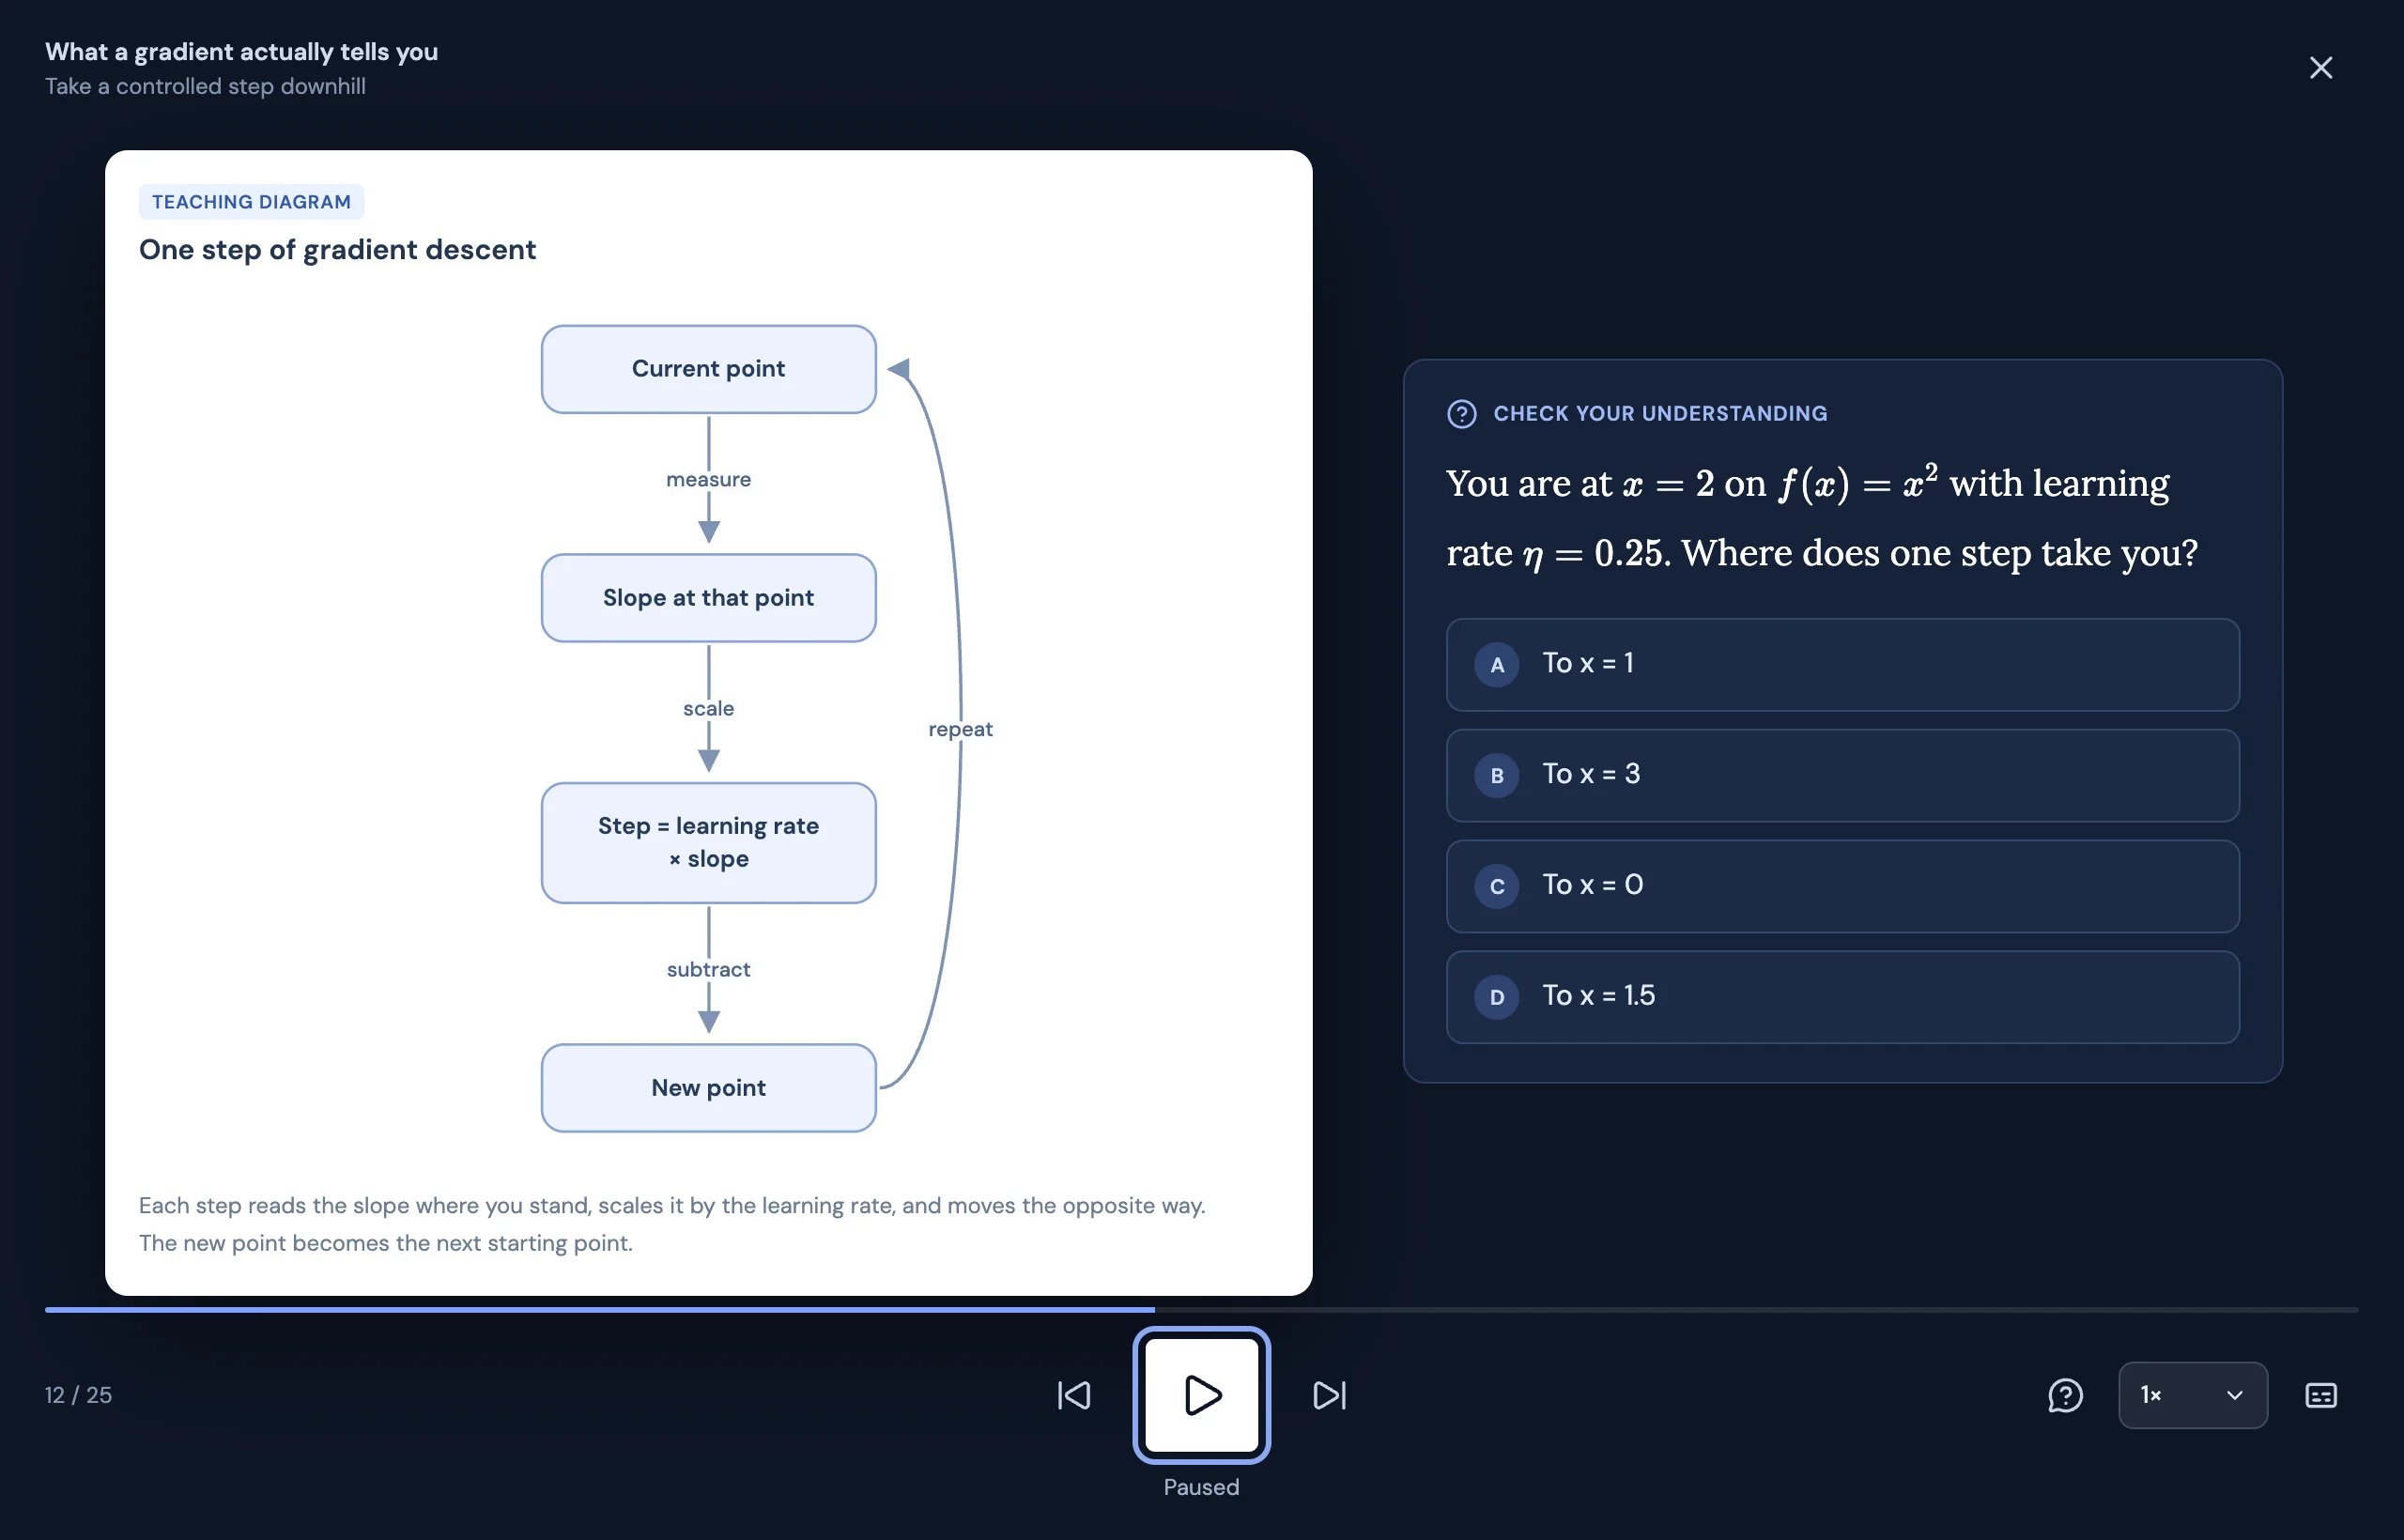 What a gradient actually tells you
Take a controlled step downhill
TEACHING DIAGRAM
One step of gradient descent
Current point
measure
Slope at that point
scale
repeat
Step = learning rate
× slope
subtract
New point
Each step reads the slope where you stand, scales it by the learning rate, and moves the opposite way.
The new point becomes the next starting point.
CHECK YOUR UNDERSTANDING
You are at x = 2 on f(x) = x² with learning
rate η = 0.25. Where does one step take you?
A To x = 1
B To x = 3
C To x = 0
D To x = 1.5
12 / 25
1×
Paused